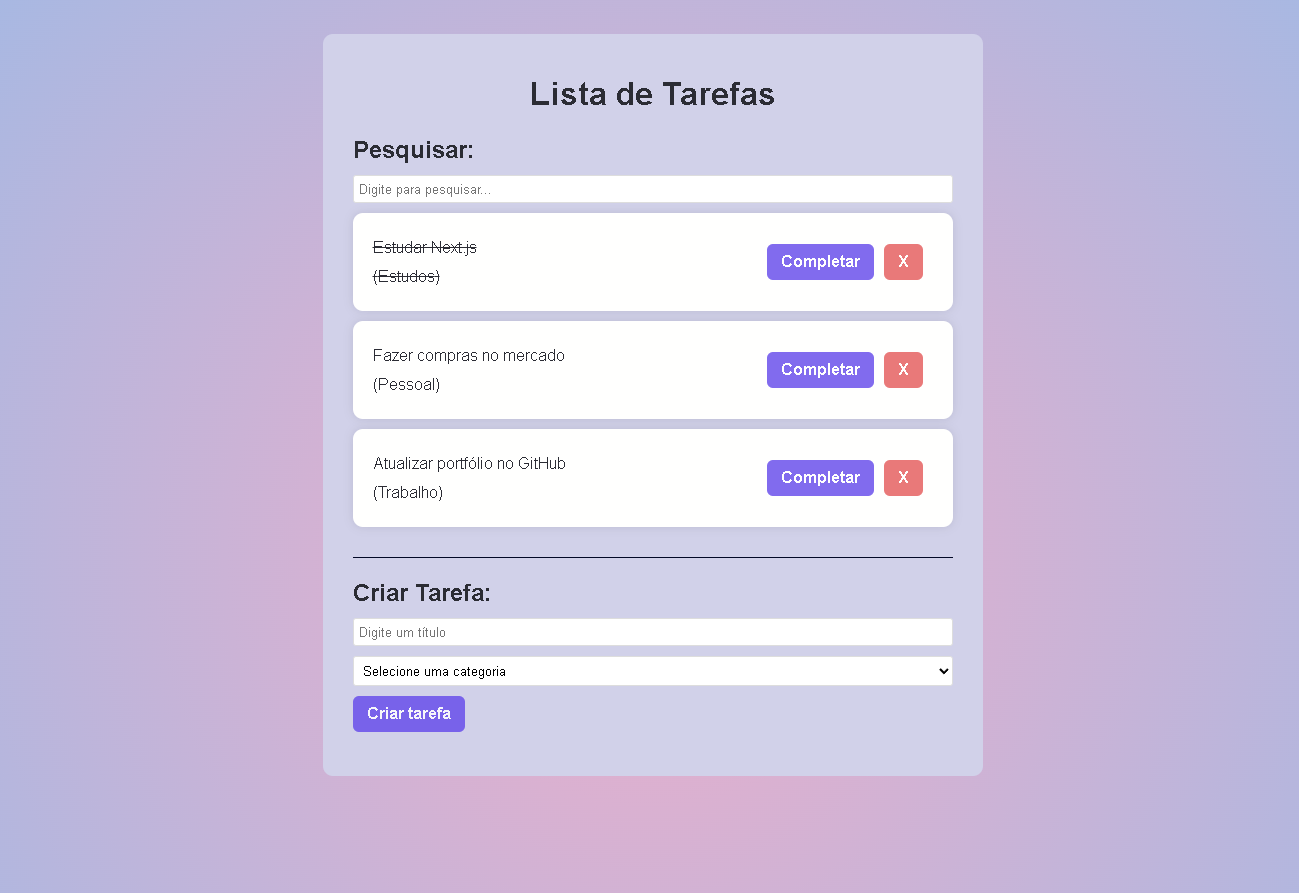 Lista de Tarefas
Pesquisar:
Digite para pesquisar...
Estudar Next.js
(Estudos)
Completar X
Fazer compras no mercado
(Pessoal)
Completar X
Atualizar portfólio no GitHub
(Trabalho)
Completar X
Criar Tarefa:
Digite um título
Selecione uma categoria
Criar tarefa